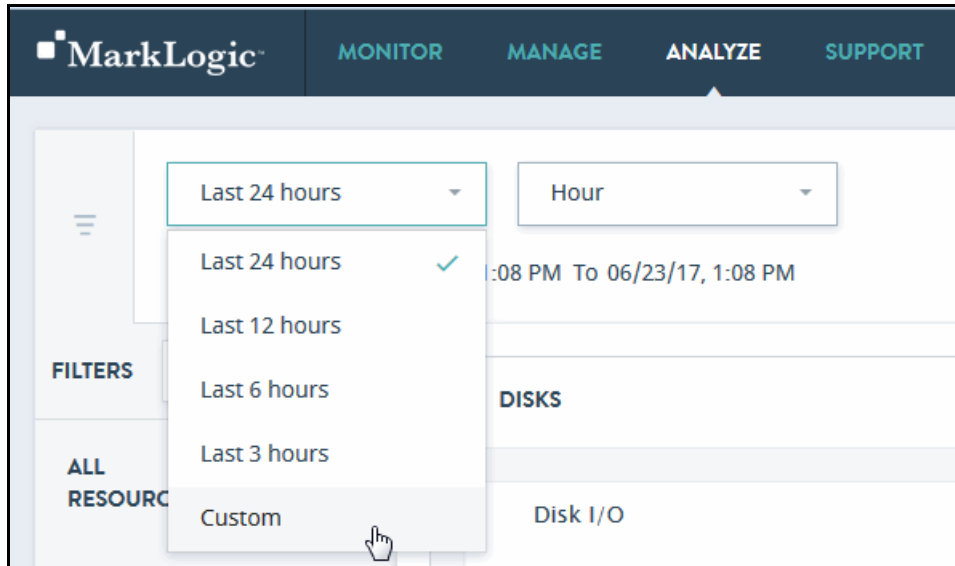 MarkLogic™ MONITOR MANAGE ANALYZE SUPPORT
Last 24 hours Hour
Last 24 hours
:08 PM To 06/23/17, 1:08 PM
Last 12 hours
FILTERS
Last 6 hours
DISKS
Last 3 hours
ALL
RESOURC
Custom
Disk I/O